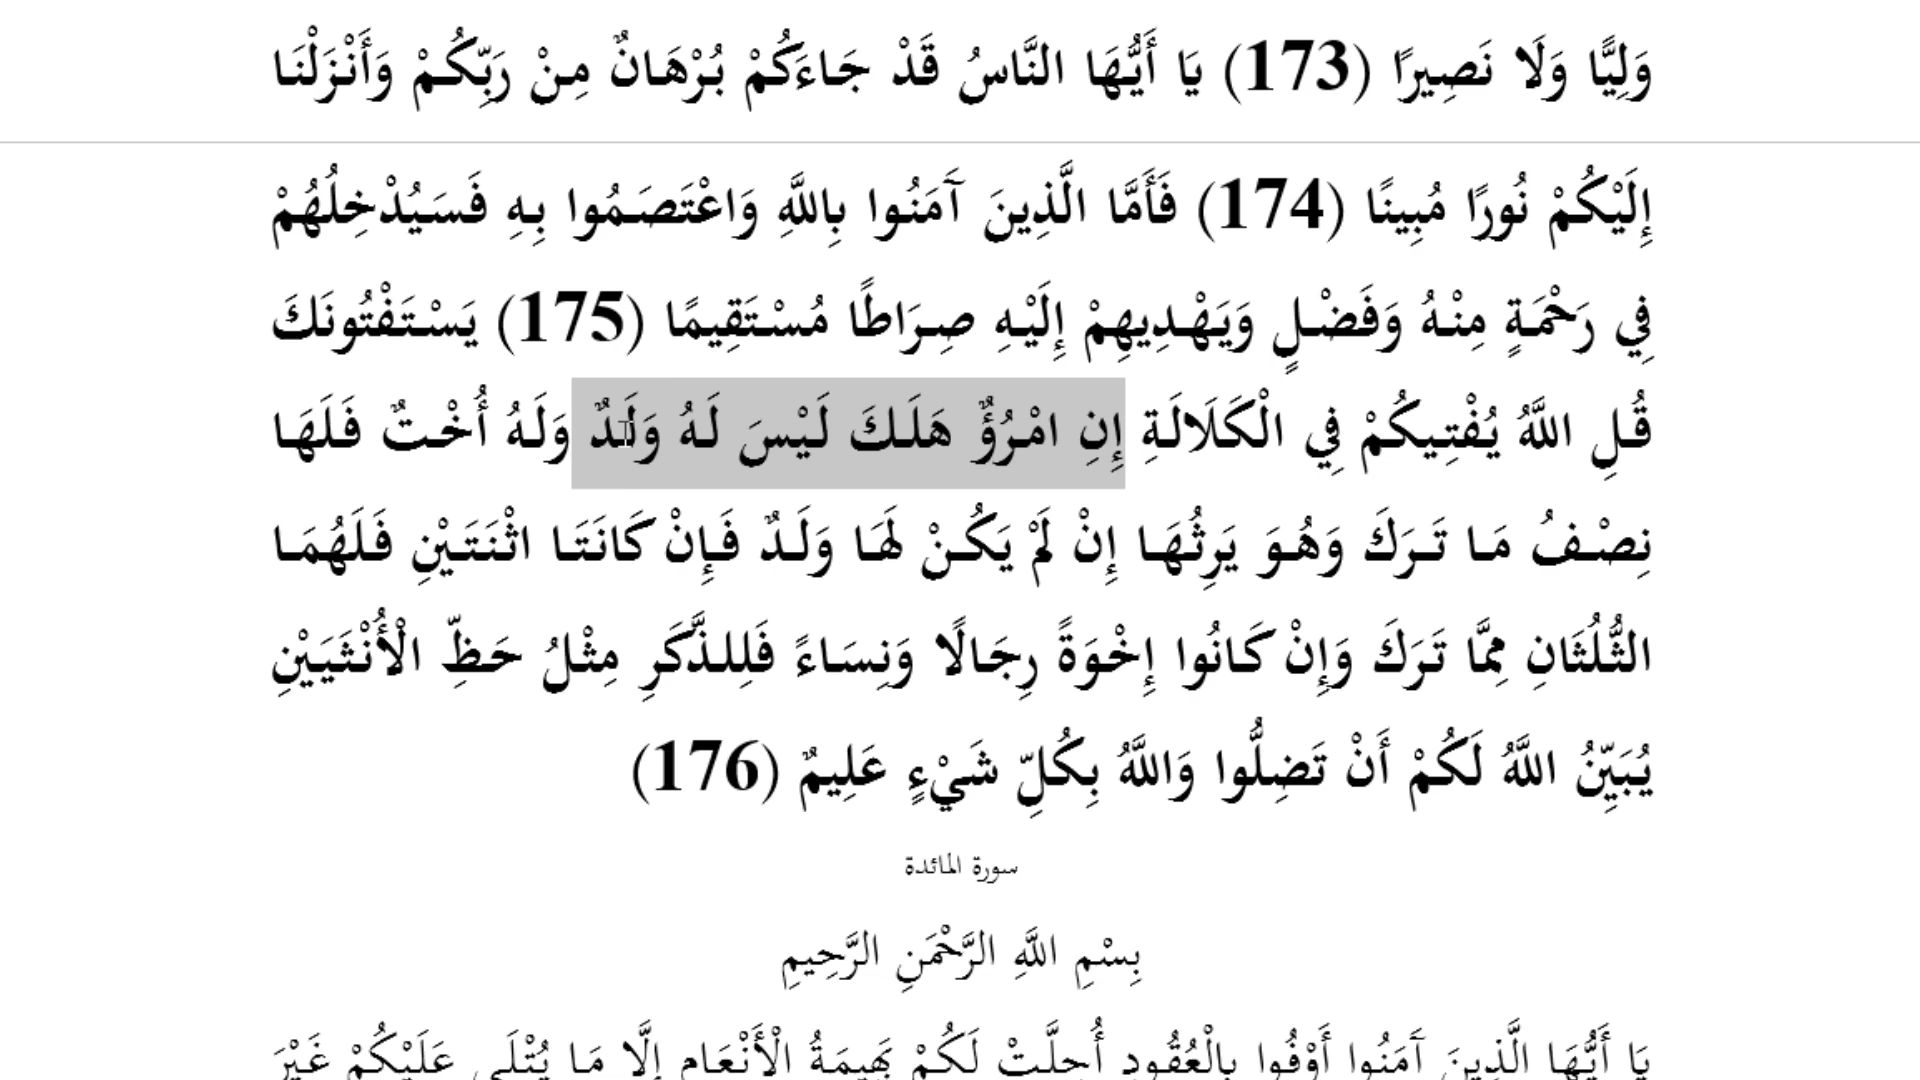 وَلِيًّا وَلَا نَصِيرًا (173) يَا أَيُّهَا النَّاسُ قَدْ جَاءَكُمْ بُرْهَانٌ مِنْ رَبِّكُمْ وَأَنْزَلْنَا
إِلَيْكُمْ نُورًا مُبِينًا (174) فَأَمَّا الَّذِينَ آَمَنُوا بِاللَّهِ وَاعْتَصَمُوا بِهِ فَسَيُدْخِلُهُمْ
فِي رَحْمَةٍ مِنْهُ وَفَضْلٍ وَيَهْدِيهِمْ إِلَيْهِ صِرَاطًا مُسْتَقِيمًا (175) يَسْتَفْتُونَكَ
قُلِ اللَّهُ يُفْتِيكُمْ فِي الْكَلَالَةِ إِنِ امْرُؤٌ هَلَكَ لَيْسَ لَهُ وَلَدٌ وَلَهُ أُخْتٌ فَلَهَا
نِصْفُ مَا تَرَكَ وَهُوَ يَرِثُهَا إِنْ لَمْ يَكُنْ لَهَا وَلَدٌ فَإِنْ كَانَتَا اثْنَتَيْنِ فَلَهُمَا
الثُّلُثَانِ مِمَّا تَرَكَ وَإِنْ كَانُوا إِخْوَةً رِجَالًا وَنِسَاءً فَلِلذَّكَرِ مِثْلُ حَظِّ الْأُنْثَيَيْنِ
يُبَيِّنُ اللَّهُ لَكُمْ أَنْ تَضِلُّوا وَاللَّهُ بِكُلِّ شَيْءٍ عَلِيمٌ (176)
سورة المائدة
بِسْمِ اللَّهِ الرَّحْمَنِ الرَّحِيمِ
يَا أَيُّهَا الَّذِينَ آَمَنُوا أَوْفُوا بِالْعُقُودِ أُحِلَّتْ لَكُمْ بَهِيمَةُ الْأَنْعَامِ إِلَّا مَا يُتْلَى عَلَيْكُمْ غَيْرَ